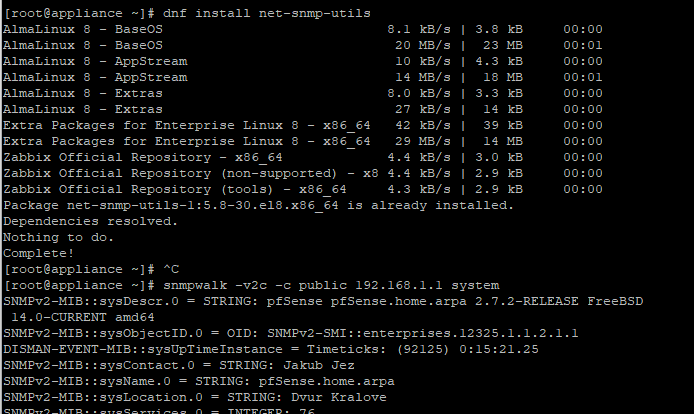 [root@appliance ~]# dnf install net-snmp-utils
AlmaLinux 8 - BaseOS 8.1 kB/s | 3.8 kB 00:00
AlmaLinux 8 - BaseOS 20 MB/s | 23 MB 00:01
AlmaLinux 8 - AppStream 10 kB/s | 4.3 kB 00:00
AlmaLinux 8 - AppStream 14 MB/s | 18 MB 00:01
AlmaLinux 8 - Extras 8.0 kB/s | 3.3 kB 00:00
AlmaLinux 8 - Extras 27 kB/s | 14 kB 00:00
Extra Packages for Enterprise Linux 8 - x86_64 42 kB/s | 39 kB 00:00
Extra Packages for Enterprise Linux 8 - x86_64 29 MB/s | 14 MB 00:00
Zabbix Official Repository - x86_64 4.4 kB/s | 3.0 kB 00:00
Zabbix Official Repository (non-supported) - x8 4.4 kB/s | 2.9 kB 00:00
Zabbix Official Repository (tools) - x86_64 4.3 kB/s | 2.9 kB 00:00
Package net-snmp-utils-1:5.8-30.el8.x86_64 is already installed.
Dependencies resolved.
Nothing to do.
Complete!
[root@appliance ~]# ^C
[root@appliance ~]# snmpwalk -v2c -c public 192.168.1.1 system
SNMPv2-MIB::sysDescr.0 = STRING: pfSense pfSense.home.arpa 2.7.2-RELEASE FreeBSD
14.0-CURRENT amd64
SNMPv2-MIB::sysObjectID.0 = OID: SNMPv2-SMI::enterprises.12325.1.1.2.1.1
DISMAN-EVENT-MIB::sysUpTimeInstance = Timeticks: (92125) 0:15:21.25
SNMPv2-MIB::sysContact.0 = STRING: Jakub Jez
SNMPv2-MIB::sysName.0 = STRING: pfSense.home.arpa
SNMPv2-MIB::sysLocation.0 = STRING: Dvur Kralove
SNMPv2-MIB::sysServices.0 = INTEGER: 76